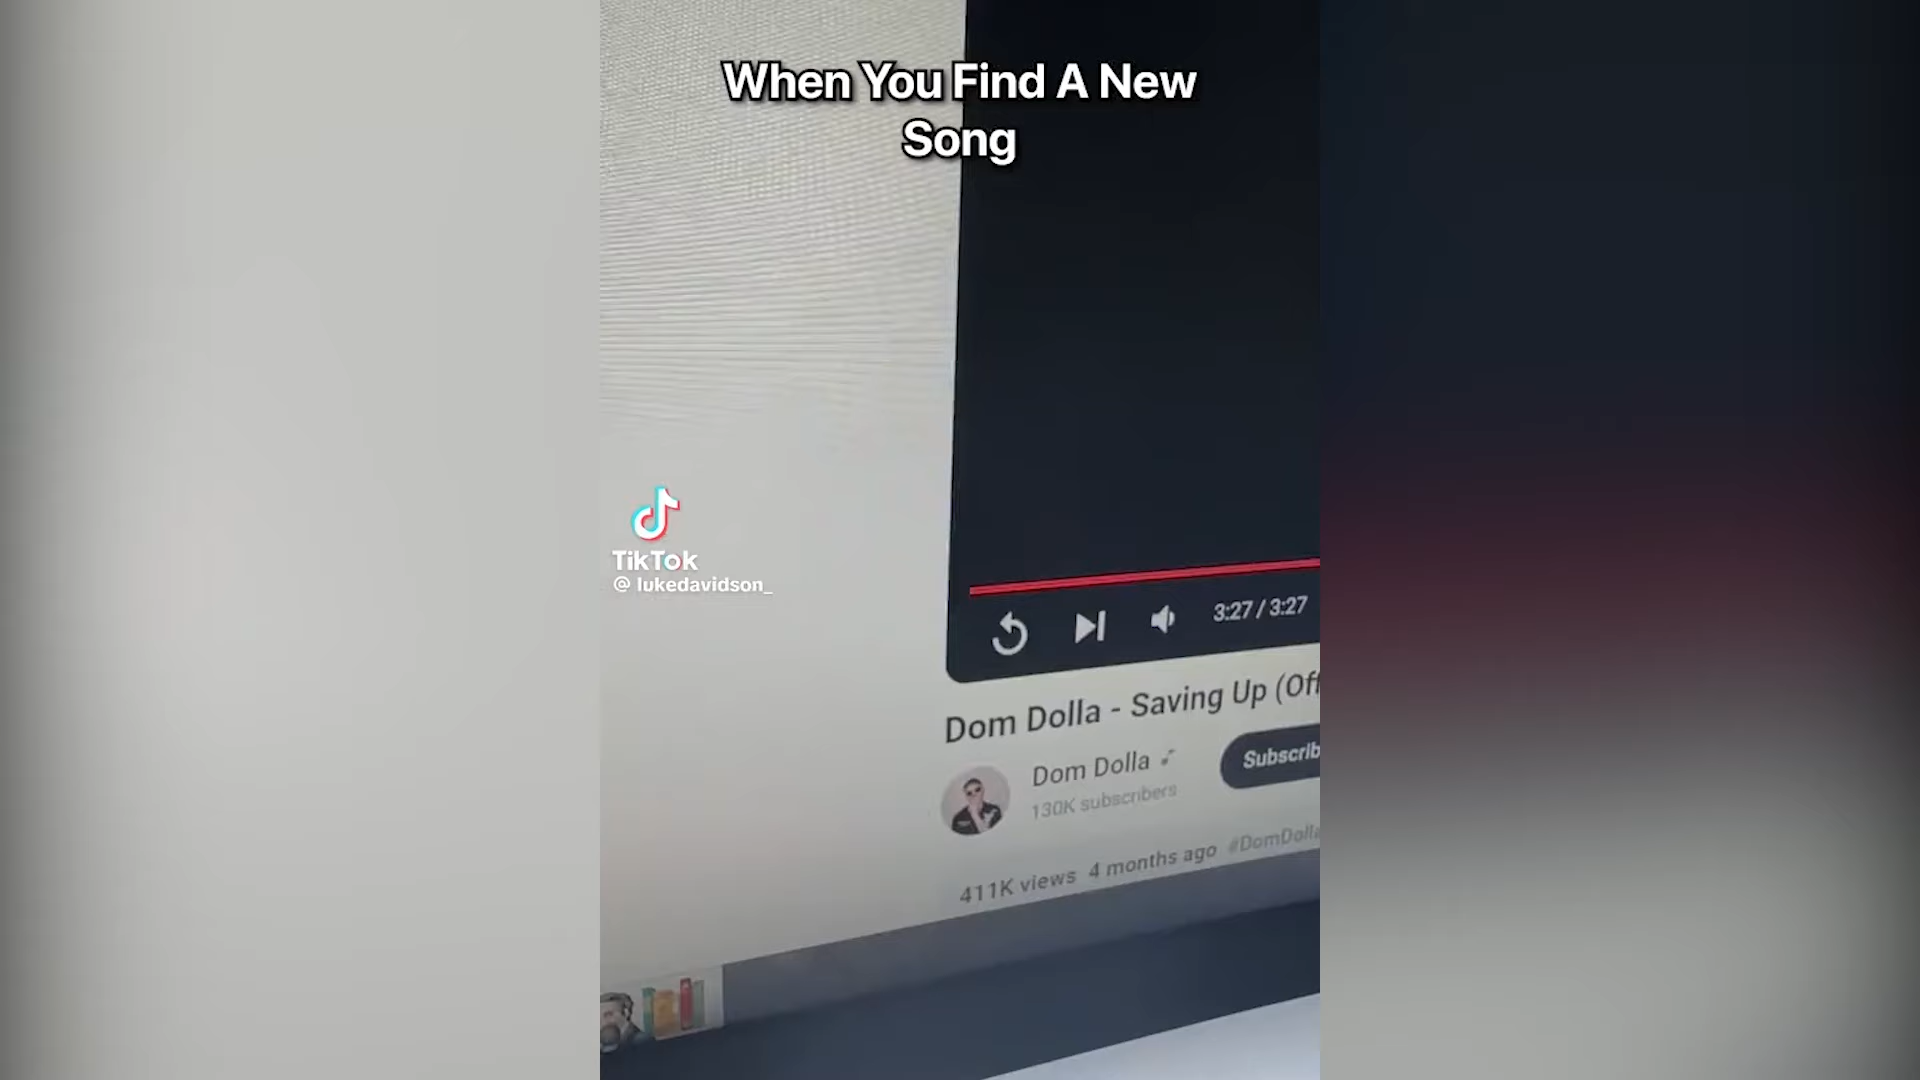 When You Find A New
Song
TikTok
@ lukedavidson_
3:27 / 3:27
Dom Dolla - Saving Up (Off
Dom Dolla
Subscrib
130K subscribers
411K views 4 months ago #DomDolla